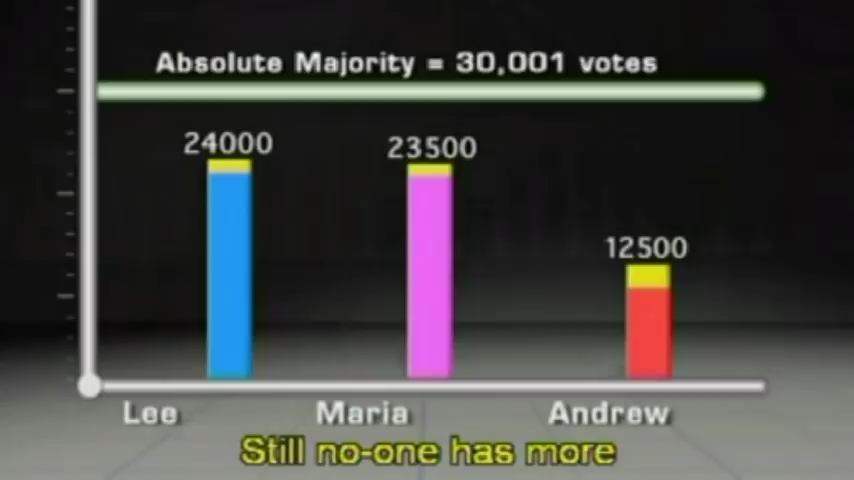 Absolute Majority = 30,001 votes
24000
23500
12500
Lee Maria Andrew
Still no-one has more